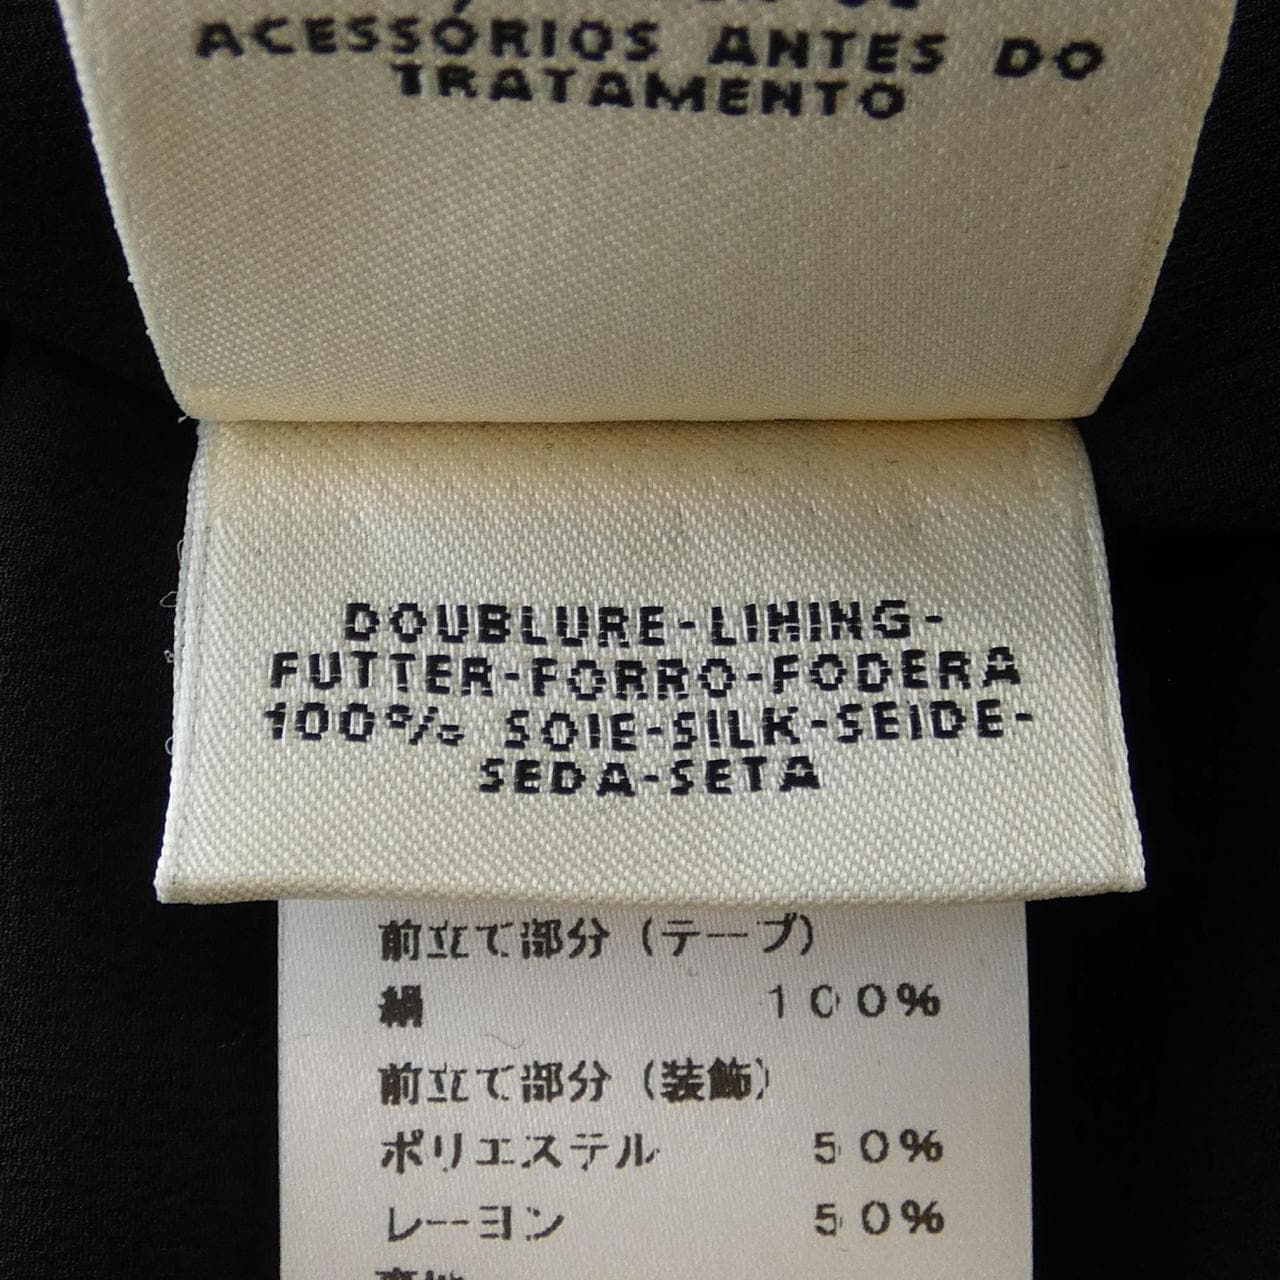 ACESSÓRIOS ANTES DO
TRATAMENTO
DOUBLURE-LINING-
FUTTER-FORRO-FODERA
100% SOIE-SILK-SEIDE-
SEDA-SETA
前立て部分（テープ）
絹 100%
前立て部分（装飾）
ポリエステル 50%
レーヨン 50%